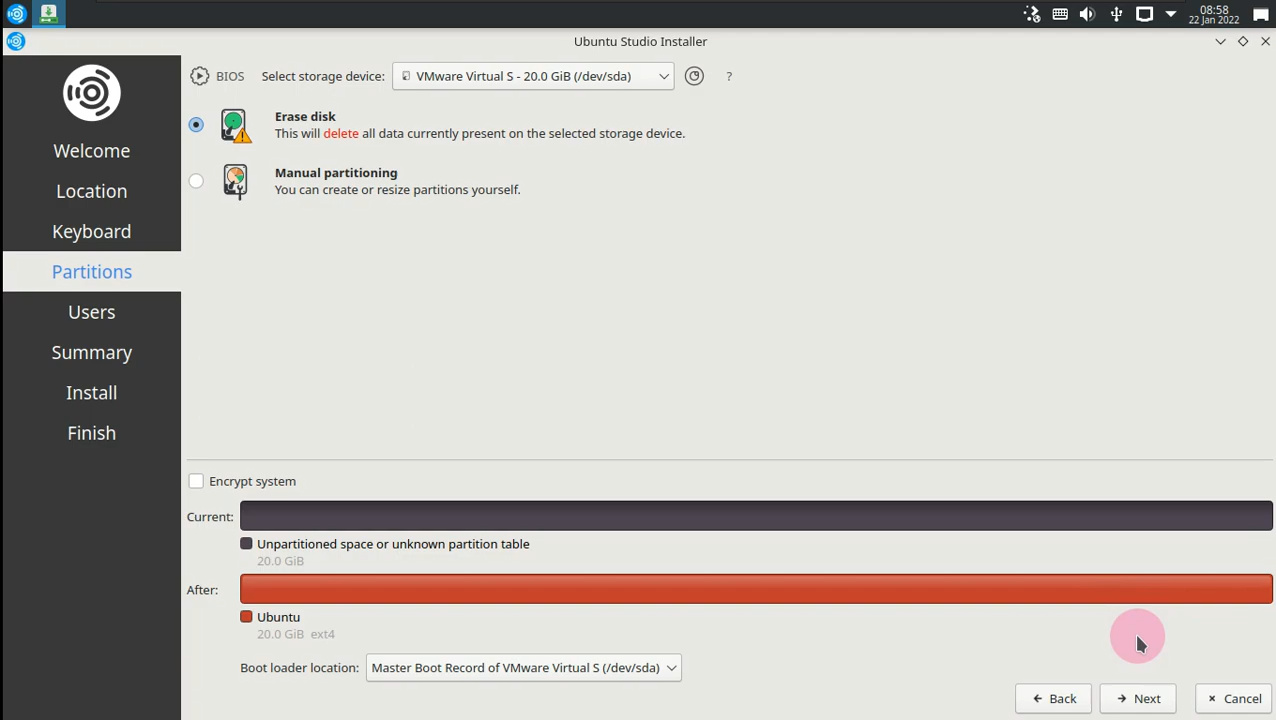 08:58
22 Jan 2022
Ubuntu Studio Installer
BIOS Select storage device: VMware Virtual S - 20.0 GiB (/dev/sda) ?
Erase disk
This will delete all data currently present on the selected storage device.
Manual partitioning
You can create or resize partitions yourself.
Welcome
Location
Keyboard
Partitions
Users
Summary
Install
Finish
Encrypt system
Current:
Unpartitioned space or unknown partition table
20.0 GiB
After:
Ubuntu
20.0 GiB ext4
Boot loader location: Master Boot Record of VMware Virtual S (/dev/sda)
Back Next Cancel